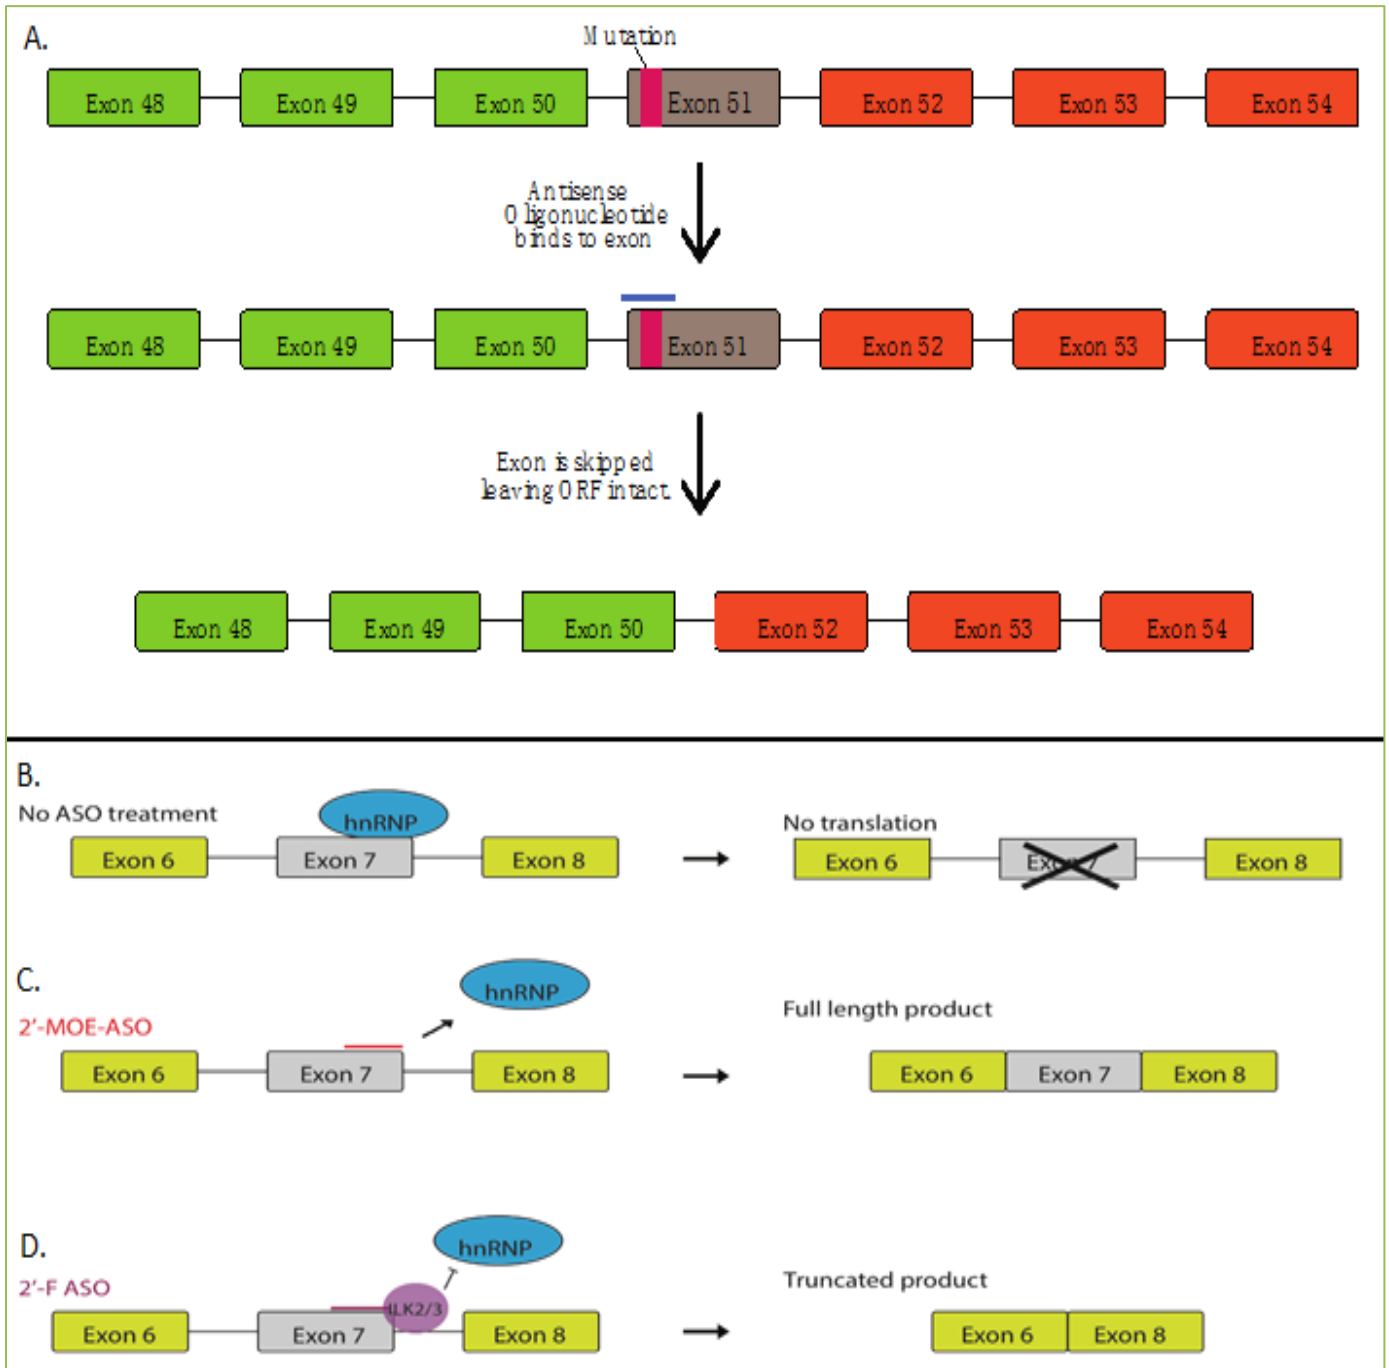 A.
Mutation
Exon 48 Exon 49 Exon 50 Exon 51 Exon 52 Exon 53 Exon 54
Antisense
Oligonucleotide
binds to exon
Exon 48 Exon 49 Exon 50 Exon 51 Exon 52 Exon 53 Exon 54
Exon is skipped
leaving ORF intact.
Exon 48 Exon 49 Exon 50 Exon 52 Exon 53 Exon 54
B.
No ASO treatment
hnRNP
No translation
Exon 6 Exon 7 Exon 8 Exon 6 Exon 7 Exon 8
C.
hnRNP
2'-MOE-ASO
Full length product
Exon 6 Exon 7 Exon 8 Exon 6 Exon 7 Exon 8
D.
hnRNP
2'-F ASO
Truncated product
ILK2/3
Exon 6 Exon 7 Exon 8 Exon 6 Exon 8